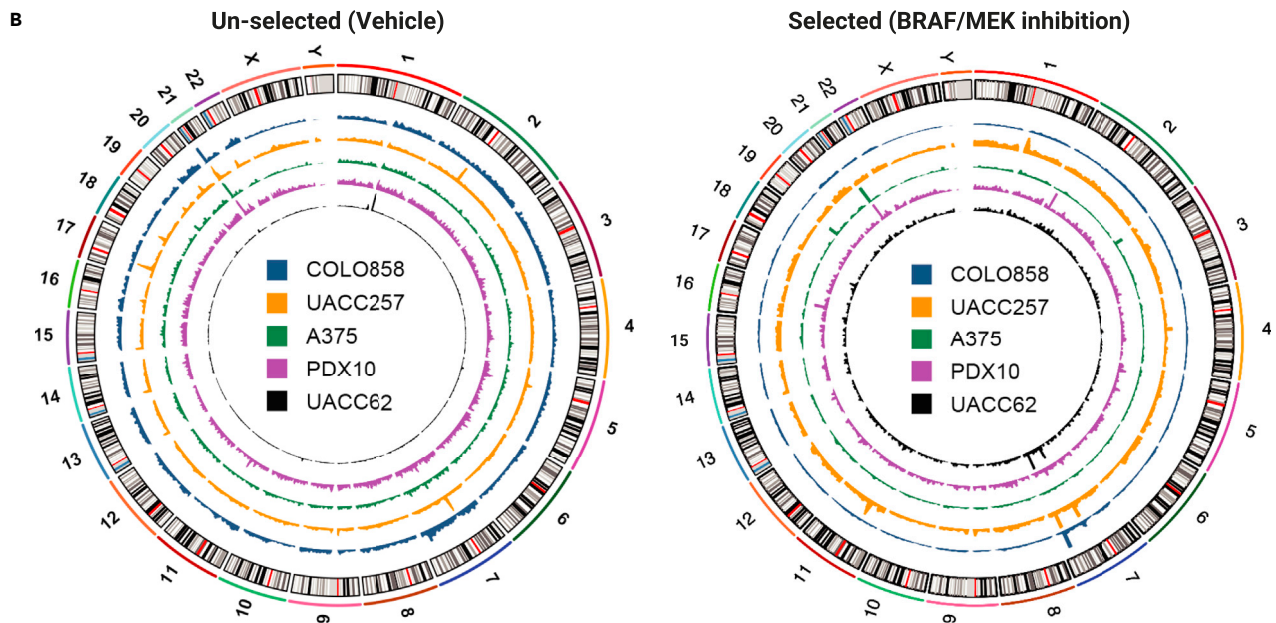 B
Un-selected (Vehicle)
Selected (BRAF/MEK inhibition)
1
2
3
4
5
6
7
8
9
10
11
12
13
14
15
16
17
18
19
20
21
22
X
Y
COLO858
UACC257
A375
PDX10
UACC62
1
2
3
4
5
6
7
8
9
10
11
12
13
14
15
16
17
18
19
20
21
22
X
Y
COLO858
UACC257
A375
PDX10
UACC62